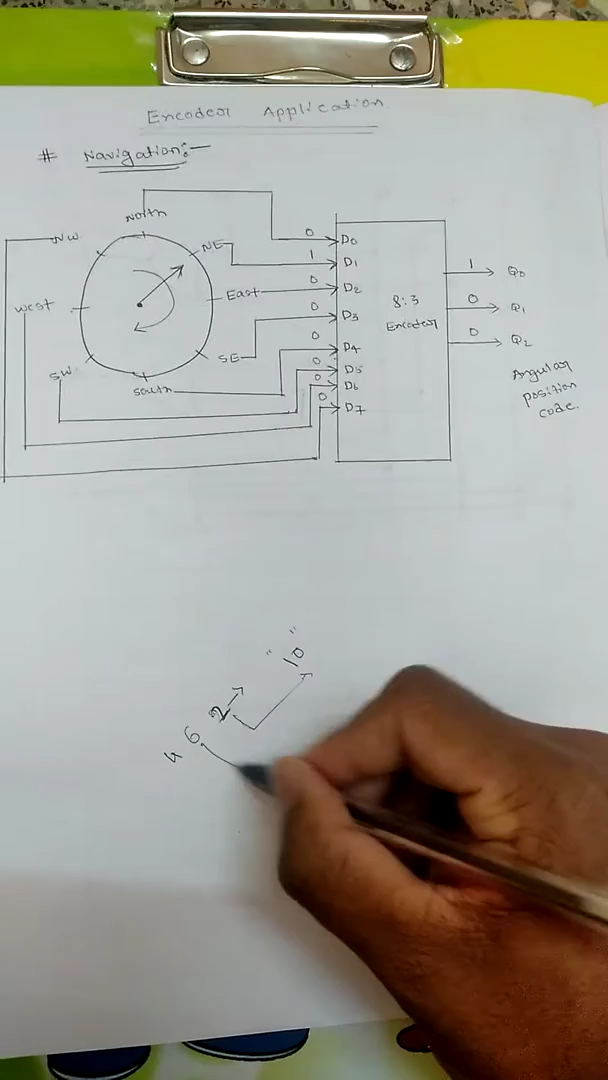 Encoder Application.
# Navigation:-
North
NW
NE
West
East
SW
SE
South
0 D0
1 D1
0 D2
0 D3
0 D4
0 D5
0 D6
0 D7
8:3
Encoder
1 Q0
0 Q1
0 Q2
Angular
position
code.
4 6 2 → "10"